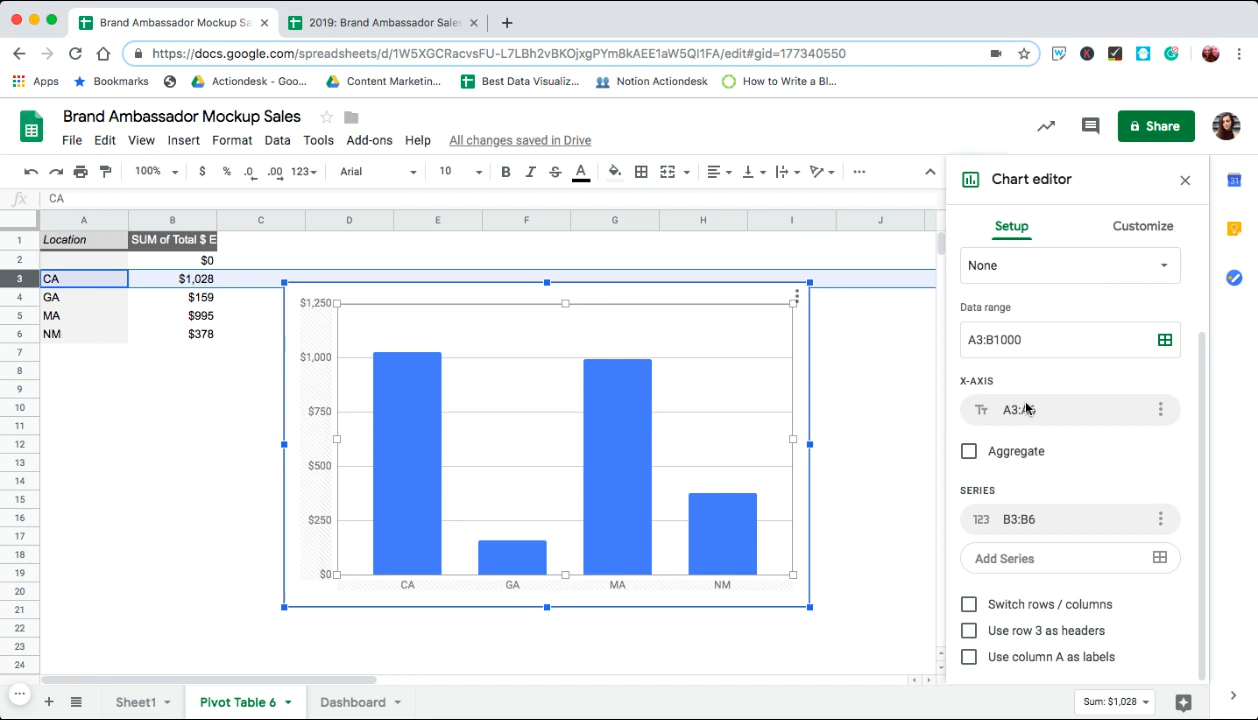 Brand Ambassador Mockup Sa
2019: Brand Ambassador Sales
https://docs.google.com/spreadsheets/d/1W5XGCRacvsFU-L7LBh2vBKOjxgPYm8kAEE1aW5Ql1FA/edit#gid=177340550
Apps
Bookmarks
Actiondesk - Goo...
Content Marketin...
Best Data Visualiz...
Notion Actiondesk
How to Write a Bl...
Brand Ambassador Mockup Sales
File Edit View Insert Format Data Tools Add-ons Help All changes saved in Drive
Share
100% $ % .0 .00 123 Arial 10 B I S A
fx CA
A B C D E F G H I J
1 Location SUM of Total $ E
2 $0
3 CA $1,028
4 GA $159
5 MA $995
6 NM $378
7
8
9
10
11
12
13
14
15
16
17
18
19
20
21
22
23
24
$1,250
$1,000
$750
$500
$250
$0
CA GA MA NM
Chart editor
Setup Customize
None
Data range
A3:B1000
X-AXIS
Tт A3:A6
Aggregate
SERIES
123 B3:B6
Add Series
Switch rows / columns
Use row 3 as headers
Use column A as labels
31
Sheet1
Pivot Table 6
Dashboard
Sum: $1,028